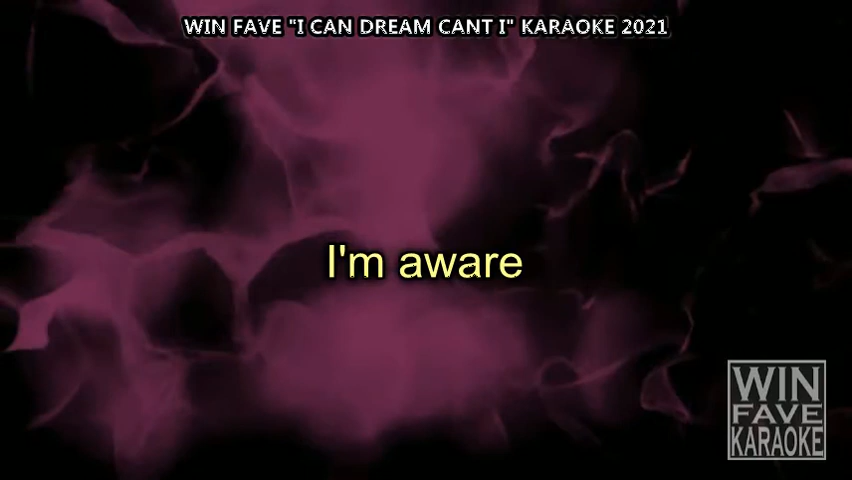 WIN FAVE "I CAN DREAM CANT I" KARAOKE 2021
I'm aware
WIN
FAVE
KARAOKE